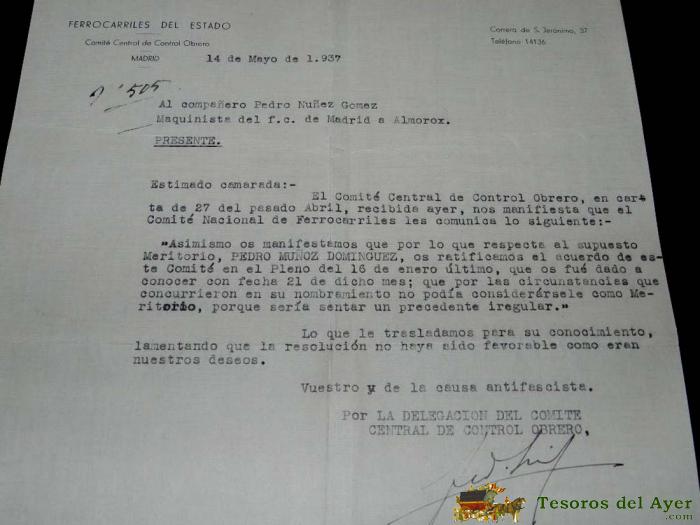 FERROCARRILES DEL ESTADO
Comité Central de Control Obrero
MADRID
Carrera de S. Jerónimo, 37
Teléfono 14136
14 de Mayo de 1.937
505
Al compañero Pedro Nuñez Gomez
Maquinista del f.c. de Madrid a Almorox.
PRESENTE.
Estimado camarada:-
El Comité Central de Control Obrero, en car-
ta de 27 del pasado Abril, recibida ayer, nos manifiesta que el
Comité Nacional de Ferrocarriles les comunica lo siguiente:-
"Asimismo os manifestamos que por lo que respecta al supuesto
Meritorio, PEDRO MUÑOZ DOMINGUEZ, os ratificamos el acuerdo de es-
te Comité en el Pleno del 16 de enero último, que os fué dado a
conocer con fecha 21 de dicho mes; que por las circunstancias que
concurrieron en su nombramiento no podía considerársele como Me-
ritorio, porque sería sentar un precedente irregular."
Lo que le trasladamos para su conocimiento,
lamentando que la resolución no haya sido favorable como eran
nuestros deseos.
Vuestro y de la causa antifascista.
Por LA DELEGACION DEL COMITE
CENTRAL DE CONTROL OBRERO,
Tesoros del Ayer
.com